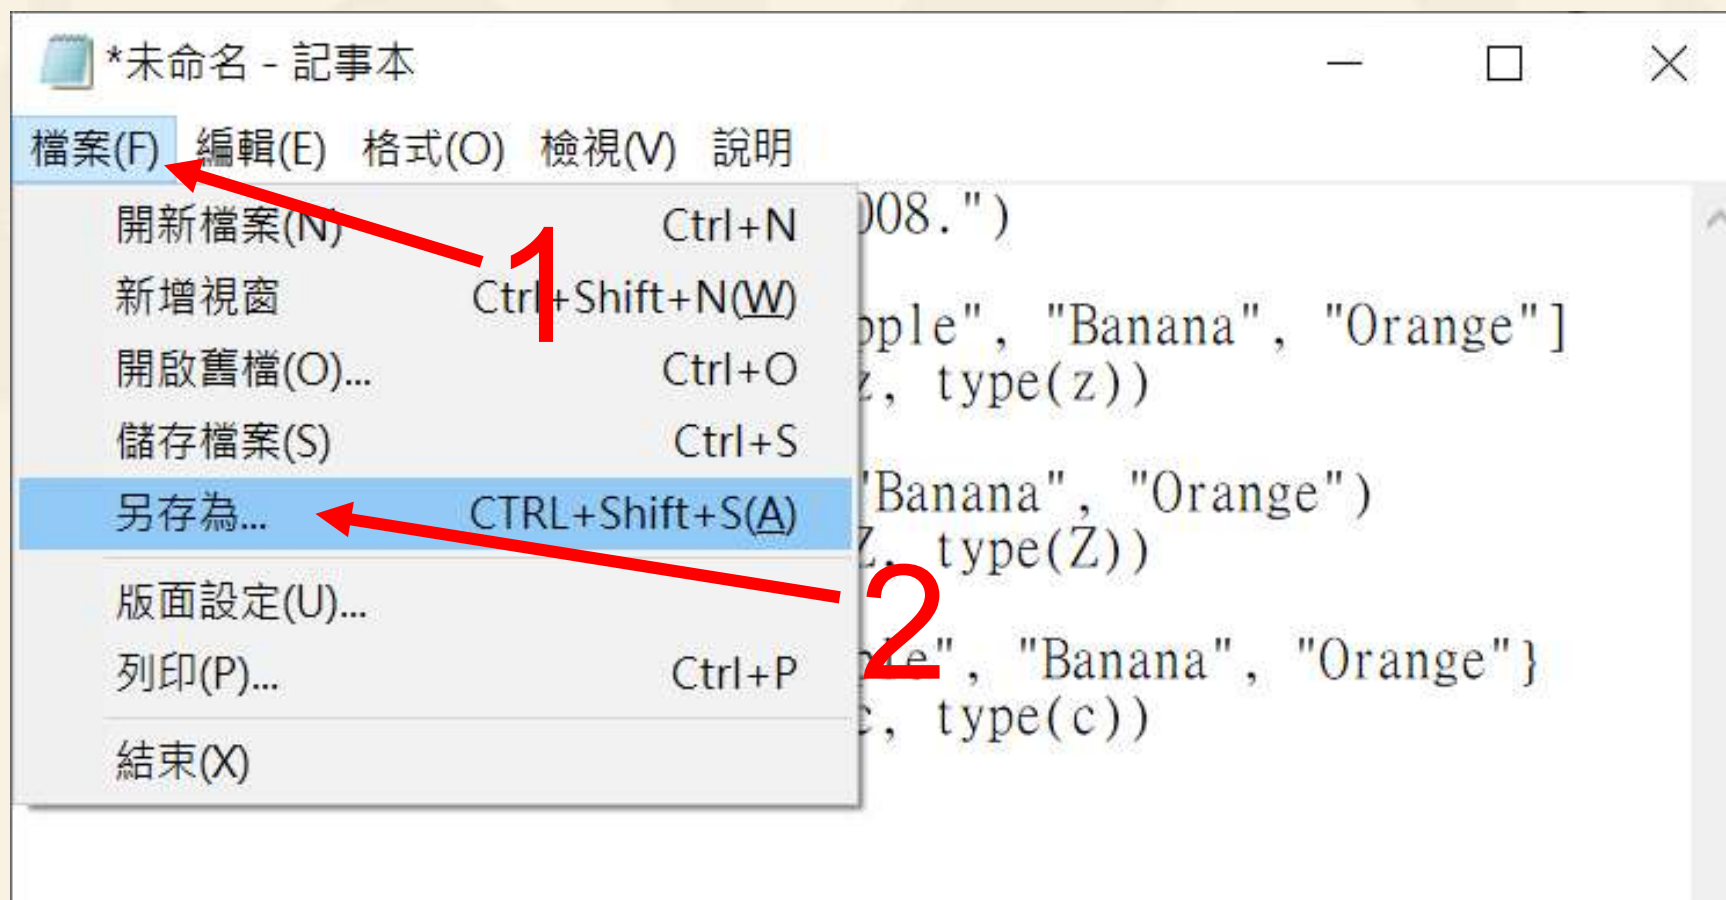 *未命名 - 記事本
檔案(F) 編輯(E) 格式(O) 檢視(V) 說明
開新檔案(N) Ctrl+N
新增視窗 Ctrl+Shift+N(W)
開啟舊檔(O)... Ctrl+O
儲存檔案(S) Ctrl+S
另存為... CTRL+Shift+S(A)
版面設定(U)...
列印(P)... Ctrl+P
結束(X)
1
2
008.")
pple", "Banana", "Orange"]
z, type(z))
"Banana", "Orange")
Z, type(Z))
ple", "Banana", "Orange"}
c, type(c))